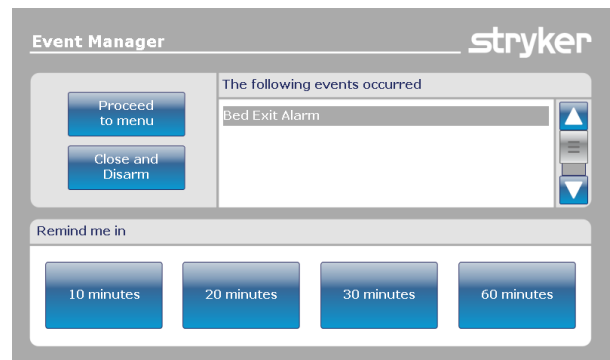 Event Manager
stryker
The following events occurred
Proceed
to menu
Bed Exit Alarm
Close and
Disarm
Remind me in
10 minutes
20 minutes
30 minutes
60 minutes